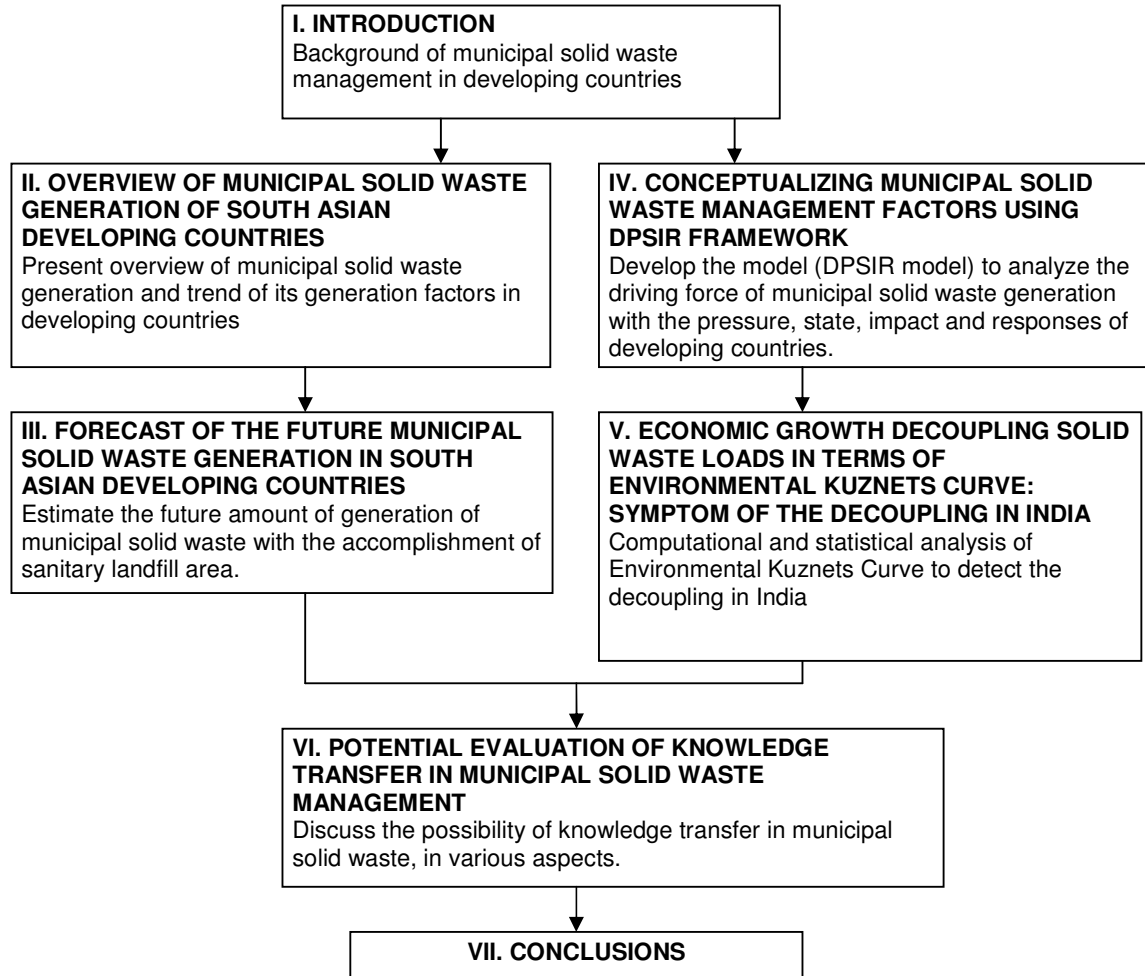 I. INTRODUCTION
Background of municipal solid waste
management in developing countries
II. OVERVIEW OF MUNICIPAL SOLID WASTE
GENERATION OF SOUTH ASIAN
DEVELOPING COUNTRIES
Present overview of municipal solid waste
generation and trend of its generation factors in
developing countries
III. FORECAST OF THE FUTURE MUNICIPAL
SOLID WASTE GENERATION IN SOUTH
ASIAN DEVELOPING COUNTRIES
Estimate the future amount of generation of
municipal solid waste with the accomplishment of
sanitary landfill area.
IV. CONCEPTUALIZING MUNICIPAL SOLID
WASTE MANAGEMENT FACTORS USING
DPSIR FRAMEWORK
Develop the model (DPSIR model) to analyze the
driving force of municipal solid waste generation
with the pressure, state, impact and responses of
developing countries.
V. ECONOMIC GROWTH DECOUPLING SOLID
WASTE LOADS IN TERMS OF
ENVIRONMENTAL KUZNETS CURVE:
SYMPTOM OF THE DECOUPLING IN INDIA
Computational and statistical analysis of
Environmental Kuznets Curve to detect the
decoupling in India
VI. POTENTIAL EVALUATION OF KNOWLEDGE
TRANSFER IN MUNICIPAL SOLID WASTE
MANAGEMENT
Discuss the possibility of knowledge transfer in municipal
solid waste, in various aspects.
VII. CONCLUSIONS